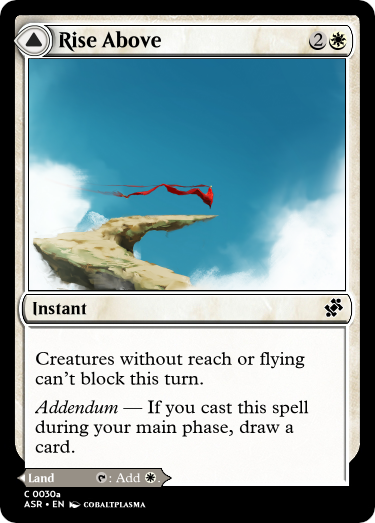 Rise Above
2
Instant
Creatures without reach or flying
can't block this turn.
Addendum — If you cast this spell
during your main phase, draw a
card.
Land : Add .
C 0030a
ASR • EN COBALTPLASMA